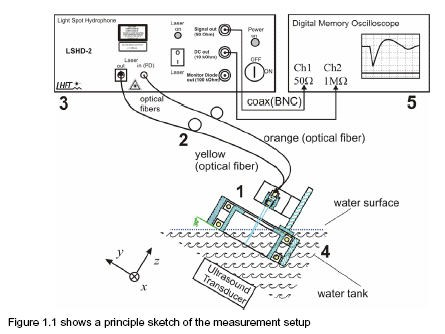 Light Spot Hydrophone
LSHD-2
Laser
on
Signal out
(50 Ohm)
Power
on
DC out
(10 kOhm)
OFF
ON
Laser
out
Laser
in (PD)
0
I
Laser
Monitor Diode
out (100 kOhm)
LHFT
Digital Memory Oscilloscope
Ch1
50Ω
Ch2
1MΩ
3
optical
fibers
coax(BNC)
5
2
orange (optical fiber)
yellow
(optical fiber)
1
water surface
4
y
z
x
Ultrasound
Transducer
water tank
Figure 1.1 shows a principle sketch of the measurement setup